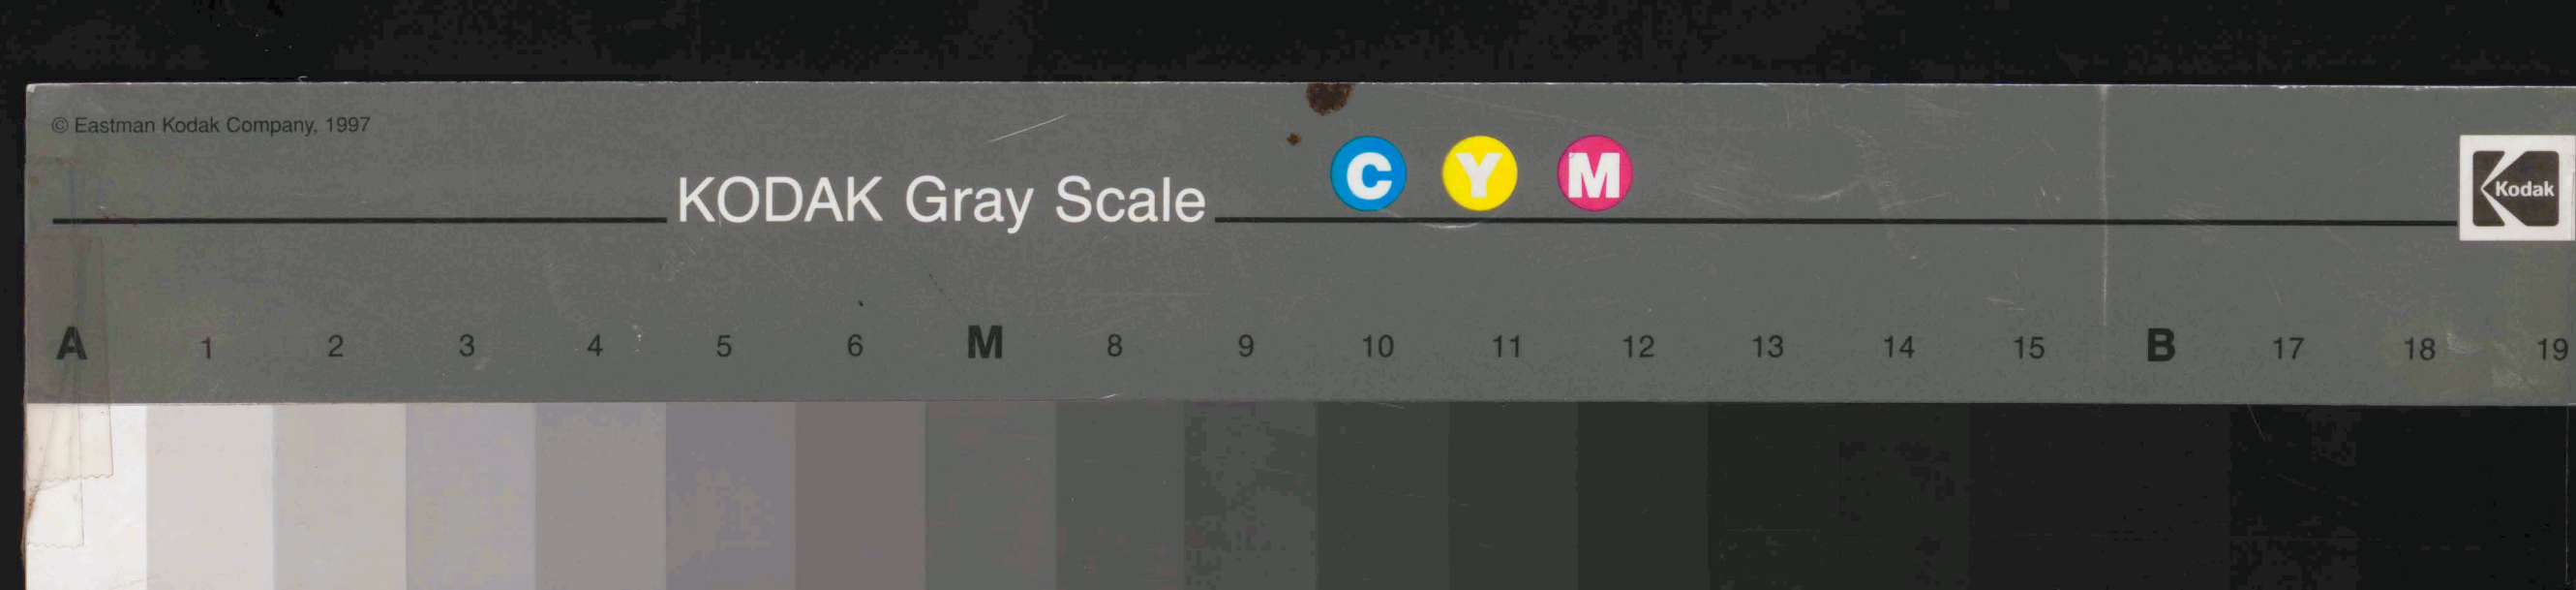 © Eastman Kodak Company, 1997
KODAK Gray Scale
C Y M
Kodak
A 1 2 3 4 5 6 M 8 9 10 11 12 13 14 15 B 17 18 19